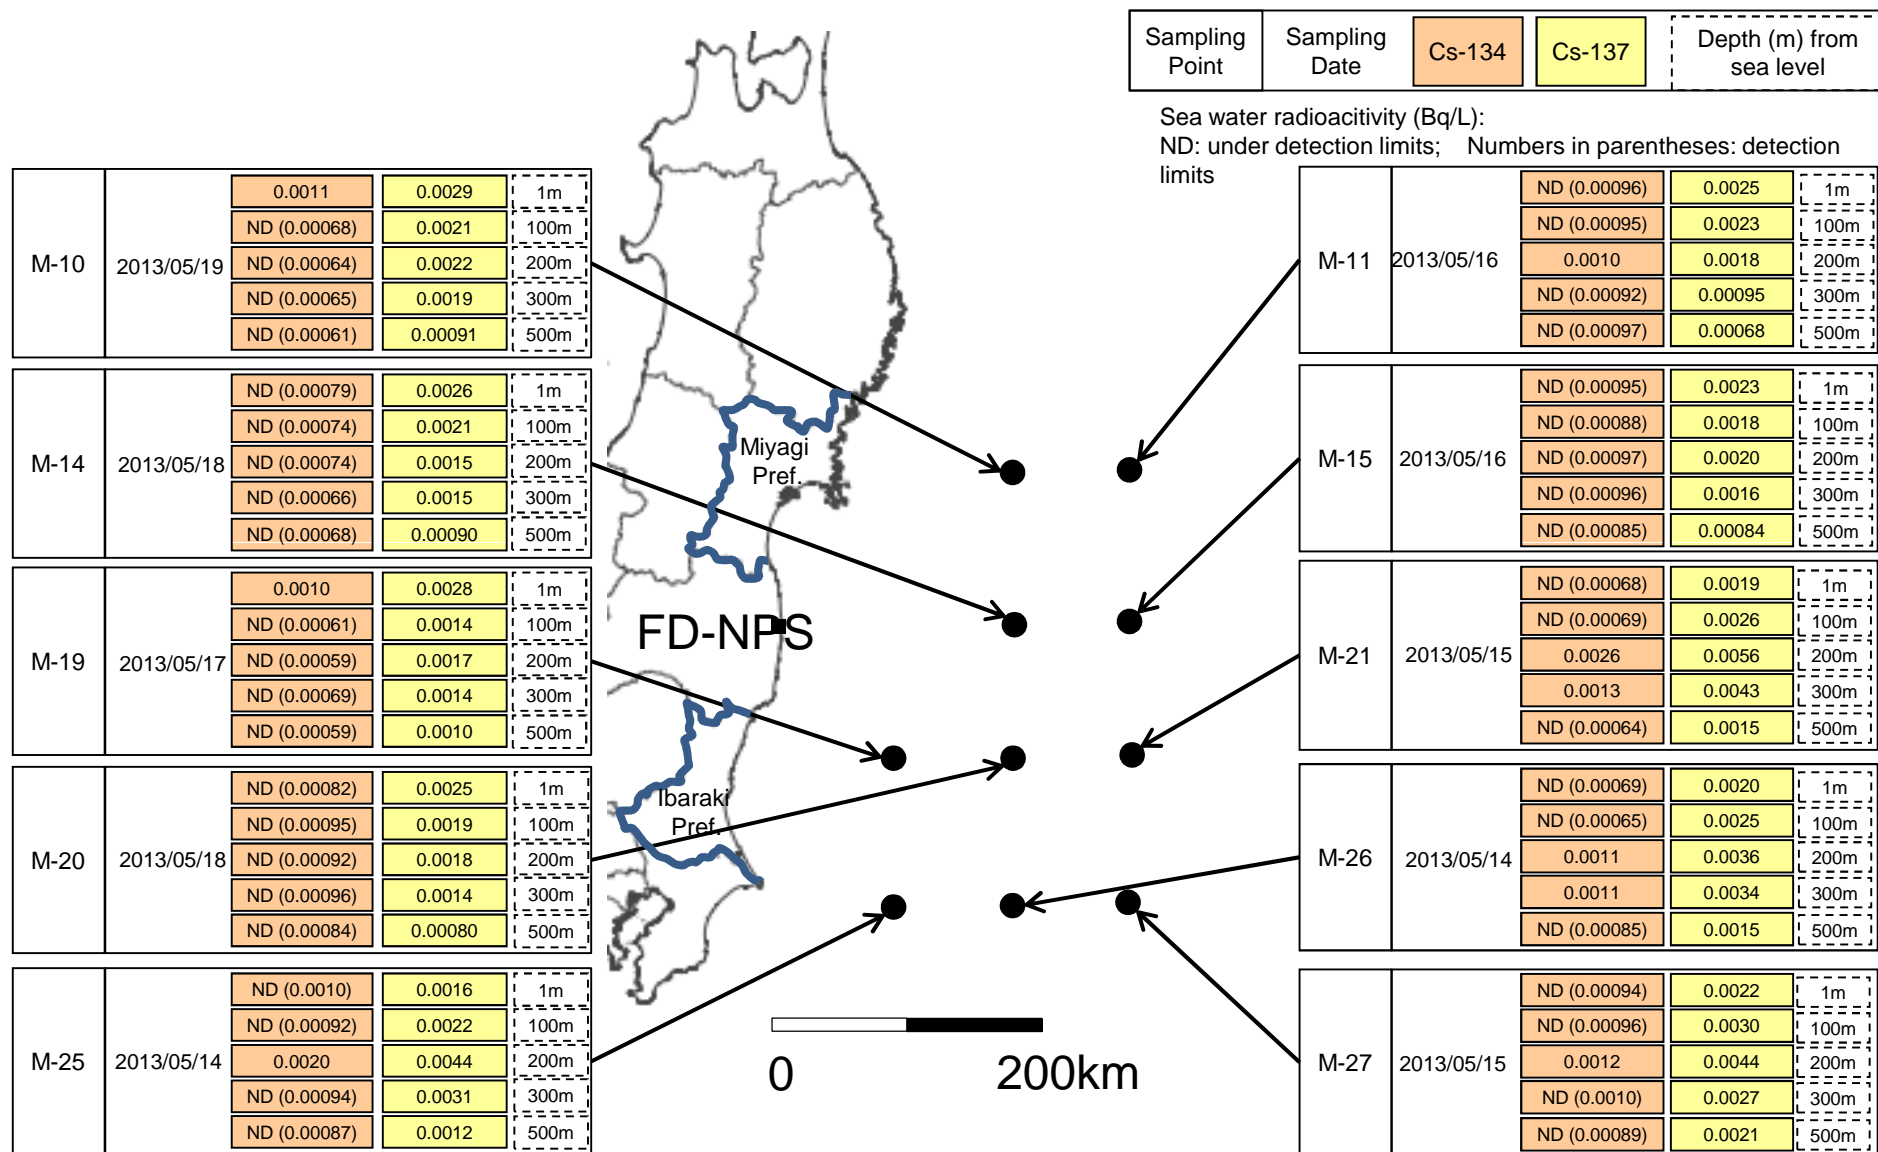 Sampling Point
Sampling Date
Cs-134
Cs-137
Depth (m) from sea level
Sea water radioacitivity (Bq/L):
ND: under detection limits; Numbers in parentheses: detection
limits
M-10 2013/05/19
0.0011 0.0029 1m
ND (0.00068) 0.0021 100m
ND (0.00064) 0.0022 200m
ND (0.00065) 0.0019 300m
ND (0.00061) 0.00091 500m
M-14 2013/05/18
ND (0.00079) 0.0026 1m
ND (0.00074) 0.0021 100m
ND (0.00074) 0.0015 200m
ND (0.00066) 0.0015 300m
ND (0.00068) 0.00090 500m
M-19 2013/05/17
0.0010 0.0028 1m
ND (0.00061) 0.0014 100m
ND (0.00059) 0.0017 200m
ND (0.00069) 0.0014 300m
ND (0.00059) 0.0010 500m
M-20 2013/05/18
ND (0.00082) 0.0025 1m
ND (0.00095) 0.0019 100m
ND (0.00092) 0.0018 200m
ND (0.00096) 0.0014 300m
ND (0.00084) 0.00080 500m
M-25 2013/05/14
ND (0.0010) 0.0016 1m
ND (0.00092) 0.0022 100m
0.0020 0.0044 200m
ND (0.00094) 0.0031 300m
ND (0.00087) 0.0012 500m
Miyagi
Pref.
FD-NPS
Ibaraki
Pref.
0 200km
M-11 2013/05/16
ND (0.00096) 0.0025 1m
ND (0.00095) 0.0023 100m
0.0010 0.0018 200m
ND (0.00092) 0.00095 300m
ND (0.00097) 0.00068 500m
M-15 2013/05/16
ND (0.00095) 0.0023 1m
ND (0.00088) 0.0018 100m
ND (0.00097) 0.0020 200m
ND (0.00096) 0.0016 300m
ND (0.00085) 0.00084 500m
M-21 2013/05/15
ND (0.00068) 0.0019 1m
ND (0.00069) 0.0026 100m
0.0026 0.0056 200m
0.0013 0.0043 300m
ND (0.00064) 0.0015 500m
M-26 2013/05/14
ND (0.00069) 0.0020 1m
ND (0.00065) 0.0025 100m
0.0011 0.0036 200m
0.0011 0.0034 300m
ND (0.00085) 0.0015 500m
M-27 2013/05/15
ND (0.00094) 0.0022 1m
ND (0.00096) 0.0030 100m
0.0012 0.0044 200m
ND (0.0010) 0.0027 300m
ND (0.00089) 0.0021 500m